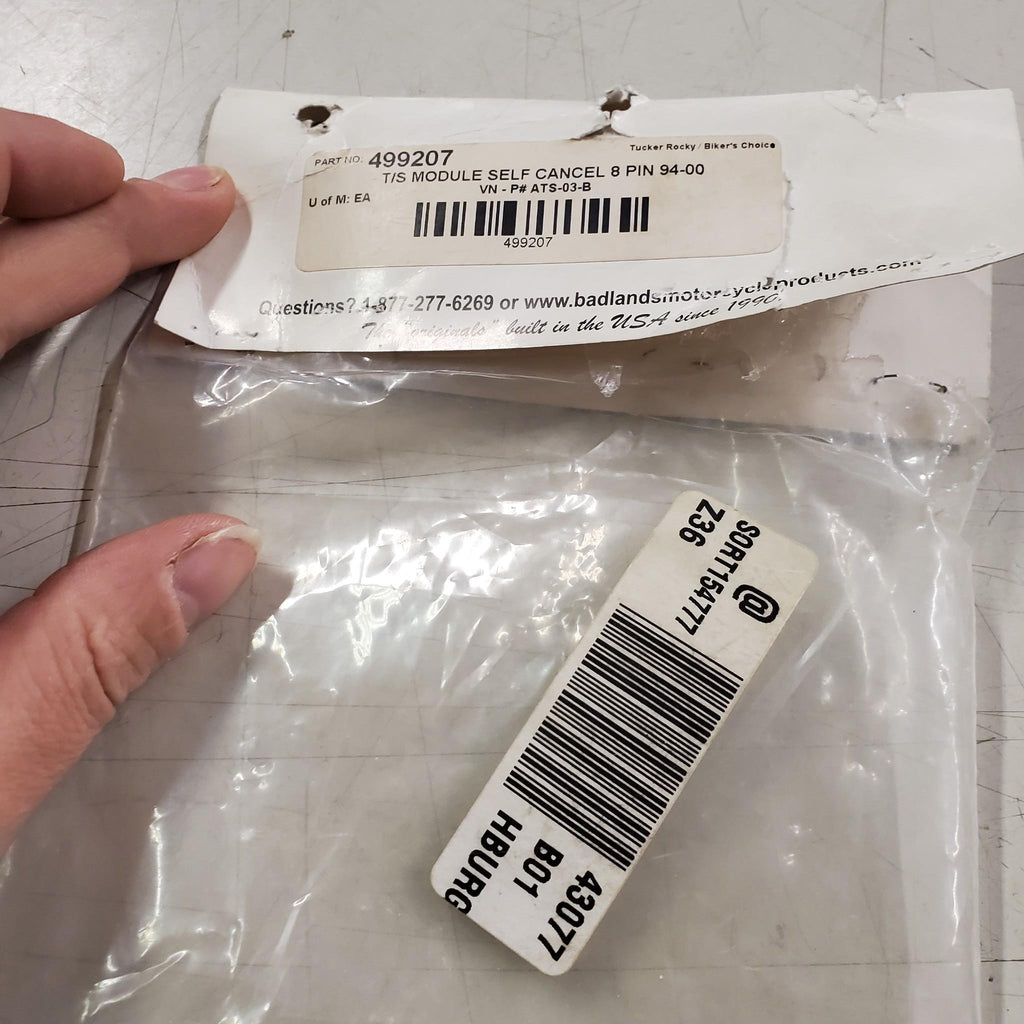 Tucker Rocky / Biker's Choice
PART NO: 499207
T/S MODULE SELF CANCEL 8 PIN 94-00
VN - P# ATS-03-B
U of M: EA
499207
Questions? 1-877-277-6269 or www.badlandsmotorcycleproducts.com
The "originals" built in the USA since 1990.
SORT154777
Z36
@
43077
B01
HBURG